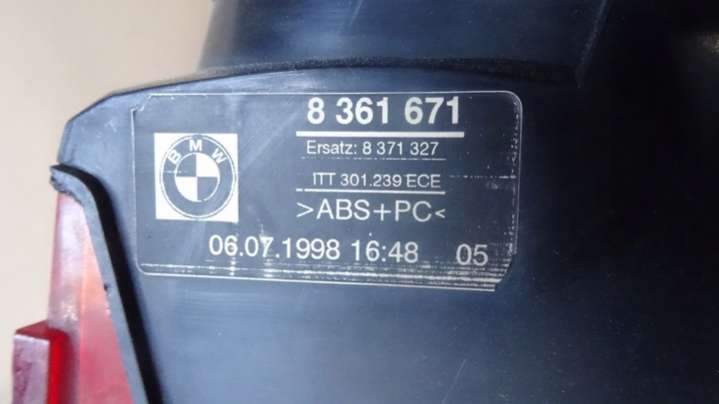 8 361 671
BMW
Ersatz: 8 371 327
ITT 301.239 ECE
>ABS+PC<
06.07.1998 16:48 05